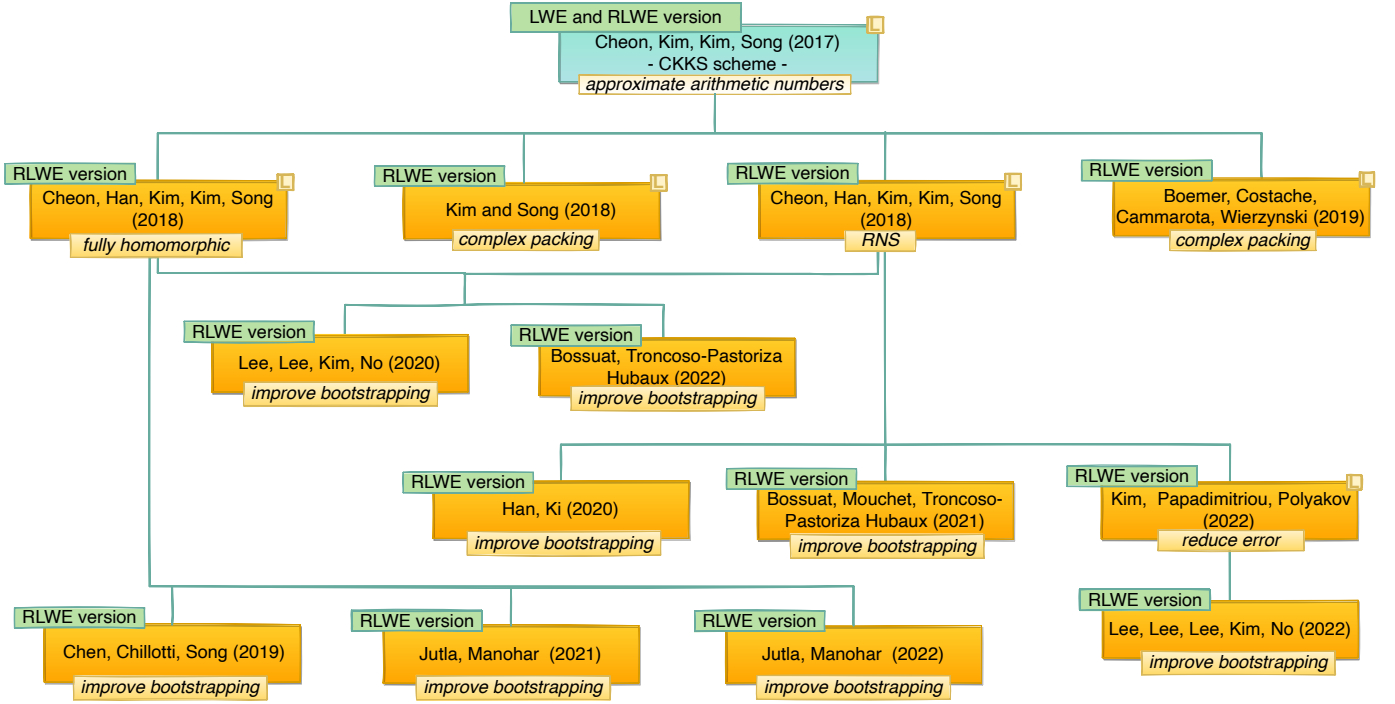 LWE and RLWE version
Cheon, Kim, Kim, Song (2017)
- CKKS scheme -
approximate arithmetic numbers
RLWE version
Cheon, Han, Kim, Kim, Song
(2018)
fully homomorphic
RLWE version
Kim and Song (2018)
complex packing
RLWE version
Cheon, Han, Kim, Kim, Song
(2018)
RNS
RLWE version
Boemer, Costache,
Cammarota, Wierzynski (2019)
complex packing
RLWE version
Lee, Lee, Kim, No (2020)
improve bootstrapping
RLWE version
Bossuat, Troncoso-Pastoriza
Hubaux (2022)
improve bootstrapping
RLWE version
Han, Ki (2020)
improve bootstrapping
RLWE version
Bossuat, Mouchet, Troncoso-
Pastoriza Hubaux (2021)
improve bootstrapping
RLWE version
Kim, Papadimitriou, Polyakov
(2022)
reduce error
RLWE version
Chen, Chillotti, Song (2019)
improve bootstrapping
RLWE version
Jutla, Manohar (2021)
improve bootstrapping
RLWE version
Jutla, Manohar (2022)
improve bootstrapping
RLWE version
Lee, Lee, Lee, Kim, No (2022)
improve bootstrapping
L
L
L
L
L
L